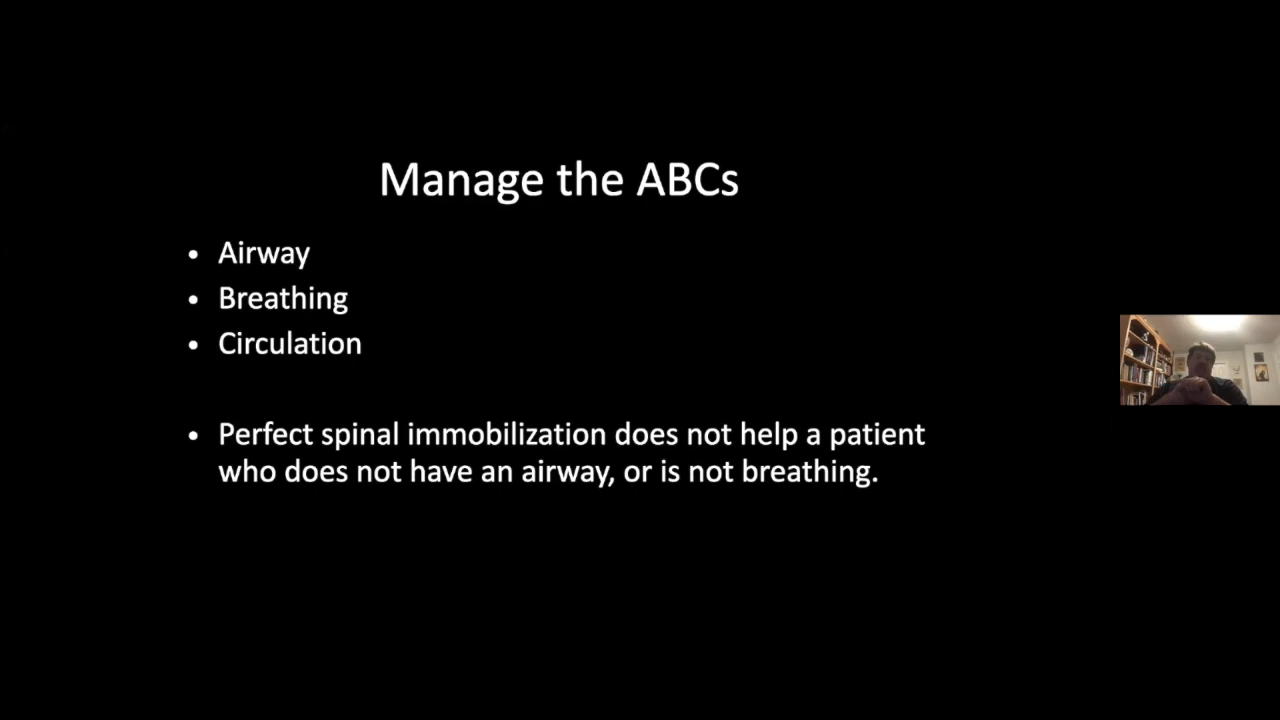 Manage the ABCs
• Airway
• Breathing
• Circulation
• Perfect spinal immobilization does not help a patient
who does not have an airway, or is not breathing.